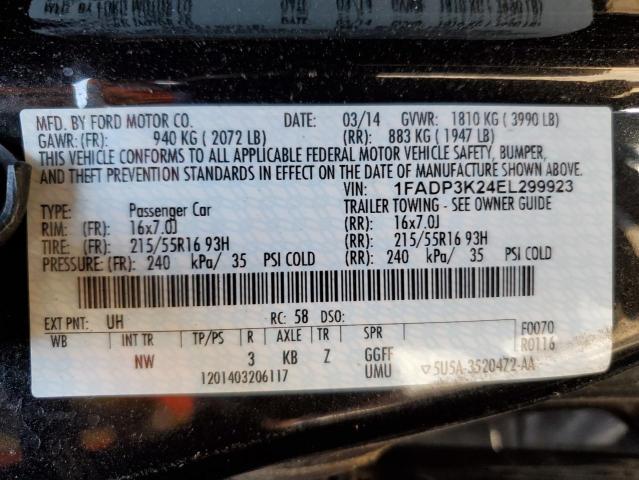 MFD. BY FORD MOTOR CO. DATE: 03/14 GVWR: 1810 KG ( 3990 LB)
GAWR: (FR): 940 KG ( 2072 LB) (RR): 883 KG ( 1947 LB)
THIS VEHICLE CONFORMS TO ALL APPLICABLE FEDERAL MOTOR VEHICLE SAFETY, BUMPER,
AND THEFT PREVENTION STANDARDS IN EFFECT ON THE DATE OF MANUFACTURE SHOWN ABOVE.
VIN: 1FADP3K24EL299923
TYPE: Passenger Car TRAILER TOWING - SEE OWNER GUIDE
RIM: (FR): 16x7.0J (RR): 16x7.0J
TIRE: (FR): 215/55R16 93H (RR): 215/55R16 93H
PRESSURE: (FR): 240 kPa/ 35 PSI COLD (RR): 240 kPa/ 35 PSI COLD
EXT PNT: UH RC: 58 DSO: F0070
WB INT TR TP/PS R AXLE TR SPR R0116
NW 3 KB Z GGFF
UMU ▽5U5A-3520472-AA
1201403206117